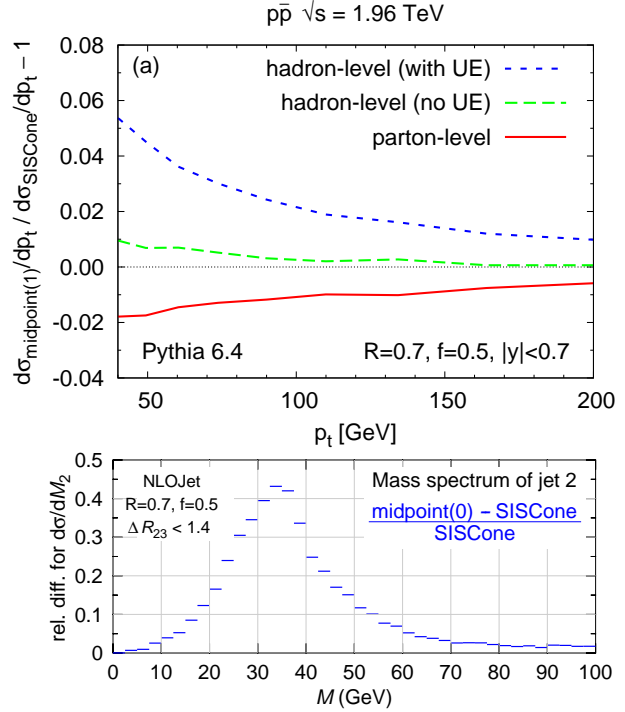 pp̄ √s = 1.96 TeV
(a)
hadron-level (with UE)
hadron-level (no UE)
parton-level
Pythia 6.4
R=0.7, f=0.5, |y|<0.7
dσmidpoint(1)/dpt / dσSISCone/dpt − 1
0.08
0.06
0.04
0.02
0.00
-0.02
-0.04
50 100 150 200
pt [GeV]
NLOJet
R=0.7, f=0.5
Δ R23 < 1.4
Mass spectrum of jet 2
midpoint(0) − SISCone
SISCone
rel. diff. for dσ/dM2
0.5
0.4
0.3
0.2
0.1
0
0 10 20 30 40 50 60 70 80 90 100
M (GeV)